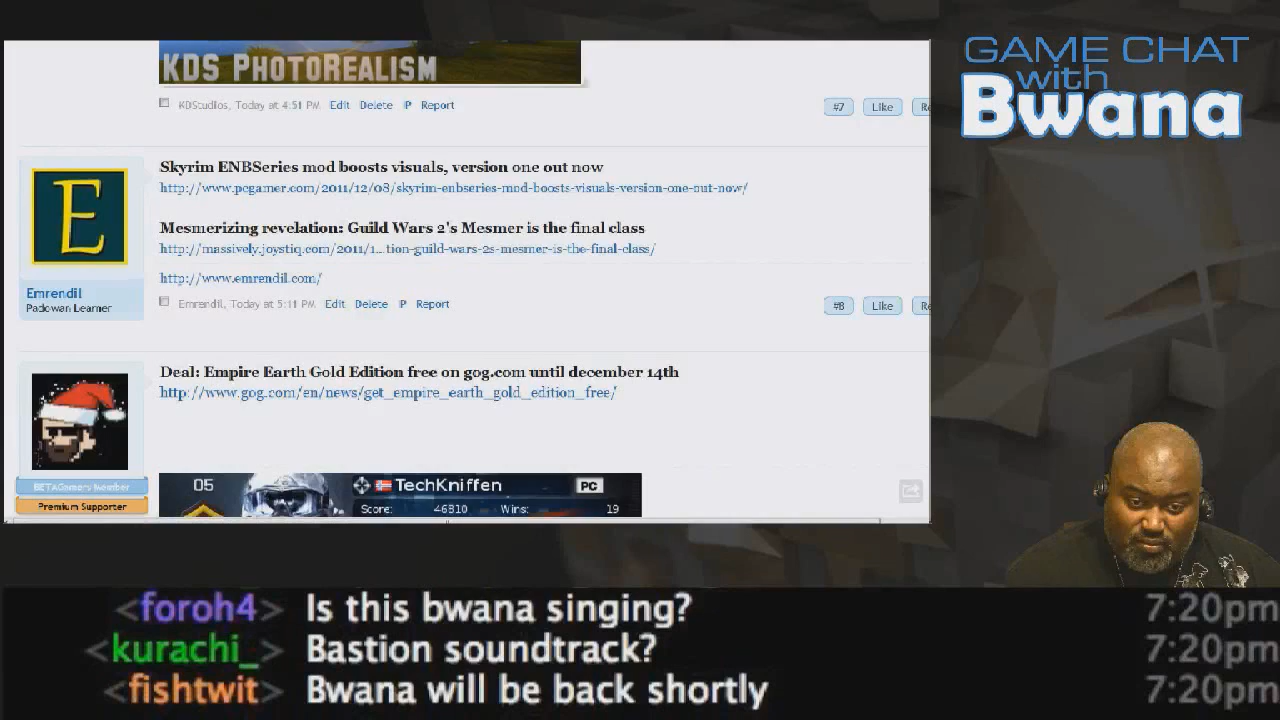 KDS PHOTOREALISM
GAME CHAT
with
Bwana
KDStudios, Today at 4:51 PM Edit Delete IP Report
#7 Like Re
Skyrim ENBSeries mod boosts visuals, version one out now
http://www.pcgamer.com/2011/12/08/skyrim-enbseries-mod-boosts-visuals-version-one-out-now/
E
Mesmerizing revelation: Guild Wars 2's Mesmer is the final class
http://massively.joystiq.com/2011/1...tion-guild-wars-2s-mesmer-is-the-final-class/
http://www.emrendil.com/
Emrendil
Padowan Learner
Emrendil, Today at 5:11 PM Edit Delete IP Report
#8 Like Re
Deal: Empire Earth Gold Edition free on gog.com until december 14th
http://www.gog.com/en/news/get_empire_earth_gold_edition_free/
BETAGamers Member
Premium Supporter
05 TechKniffen PC
Score: 46810 Wins: 19
<foroh4> Is this bwana singing? 7:20pm
<kurachi_> Bastion soundtrack? 7:20pm
<fishtwit> Bwana will be back shortly 7:20pm